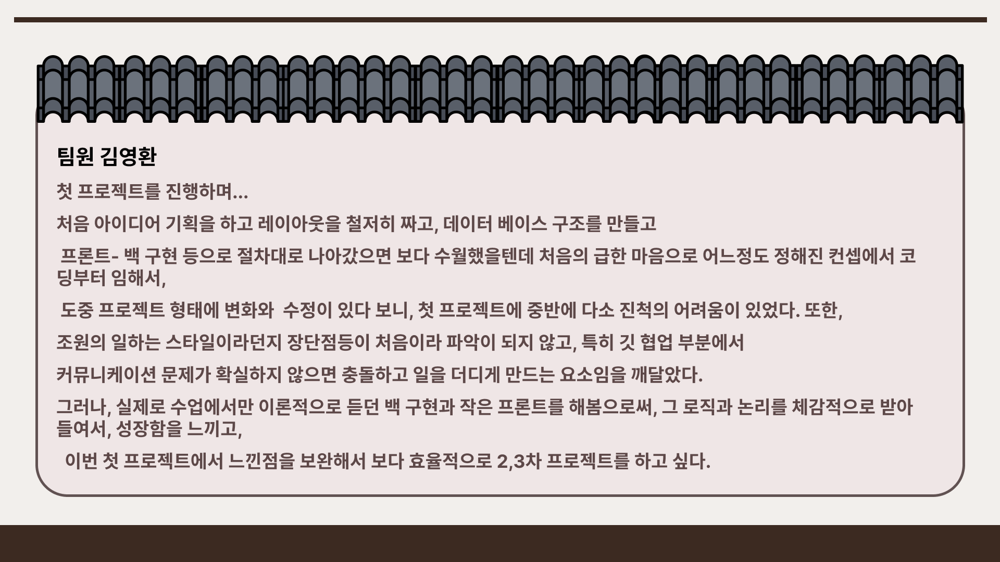 팀원 김영환
첫 프로젝트를 진행하며...
처음 아이디어 기획을 하고 레이아웃을 철저히 짜고, 데이터 베이스 구조를 만들고
프론트- 백 구현 등으로 절차대로 나아갔으면 보다 수월했을텐데 처음의 급한 마음으로 어느정도 정해진 컨셉에서 코
딩부터 임해서,
도중 프로젝트 형태에 변화와  수정이 있다 보니, 첫 프로젝트에 중반에 다소 진척의 어려움이 있었다. 또한,
조원의 일하는 스타일이라던지 장단점등이 처음이라 파악이 되지 않고, 특히 깃 협업 부분에서
커뮤니케이션 문제가 확실하지 않으면 충돌하고 일을 더디게 만드는 요소임을 깨달았다.
그러나, 실제로 수업에서만 이론적으로 듣던 백 구현과 작은 프론트를 해봄으로써, 그 로직과 논리를 체감적으로 받아
들여서, 성장함을 느끼고,
이번 첫 프로젝트에서 느낀점을 보완해서 보다 효율적으로 2,3차 프로젝트를 하고 싶다.